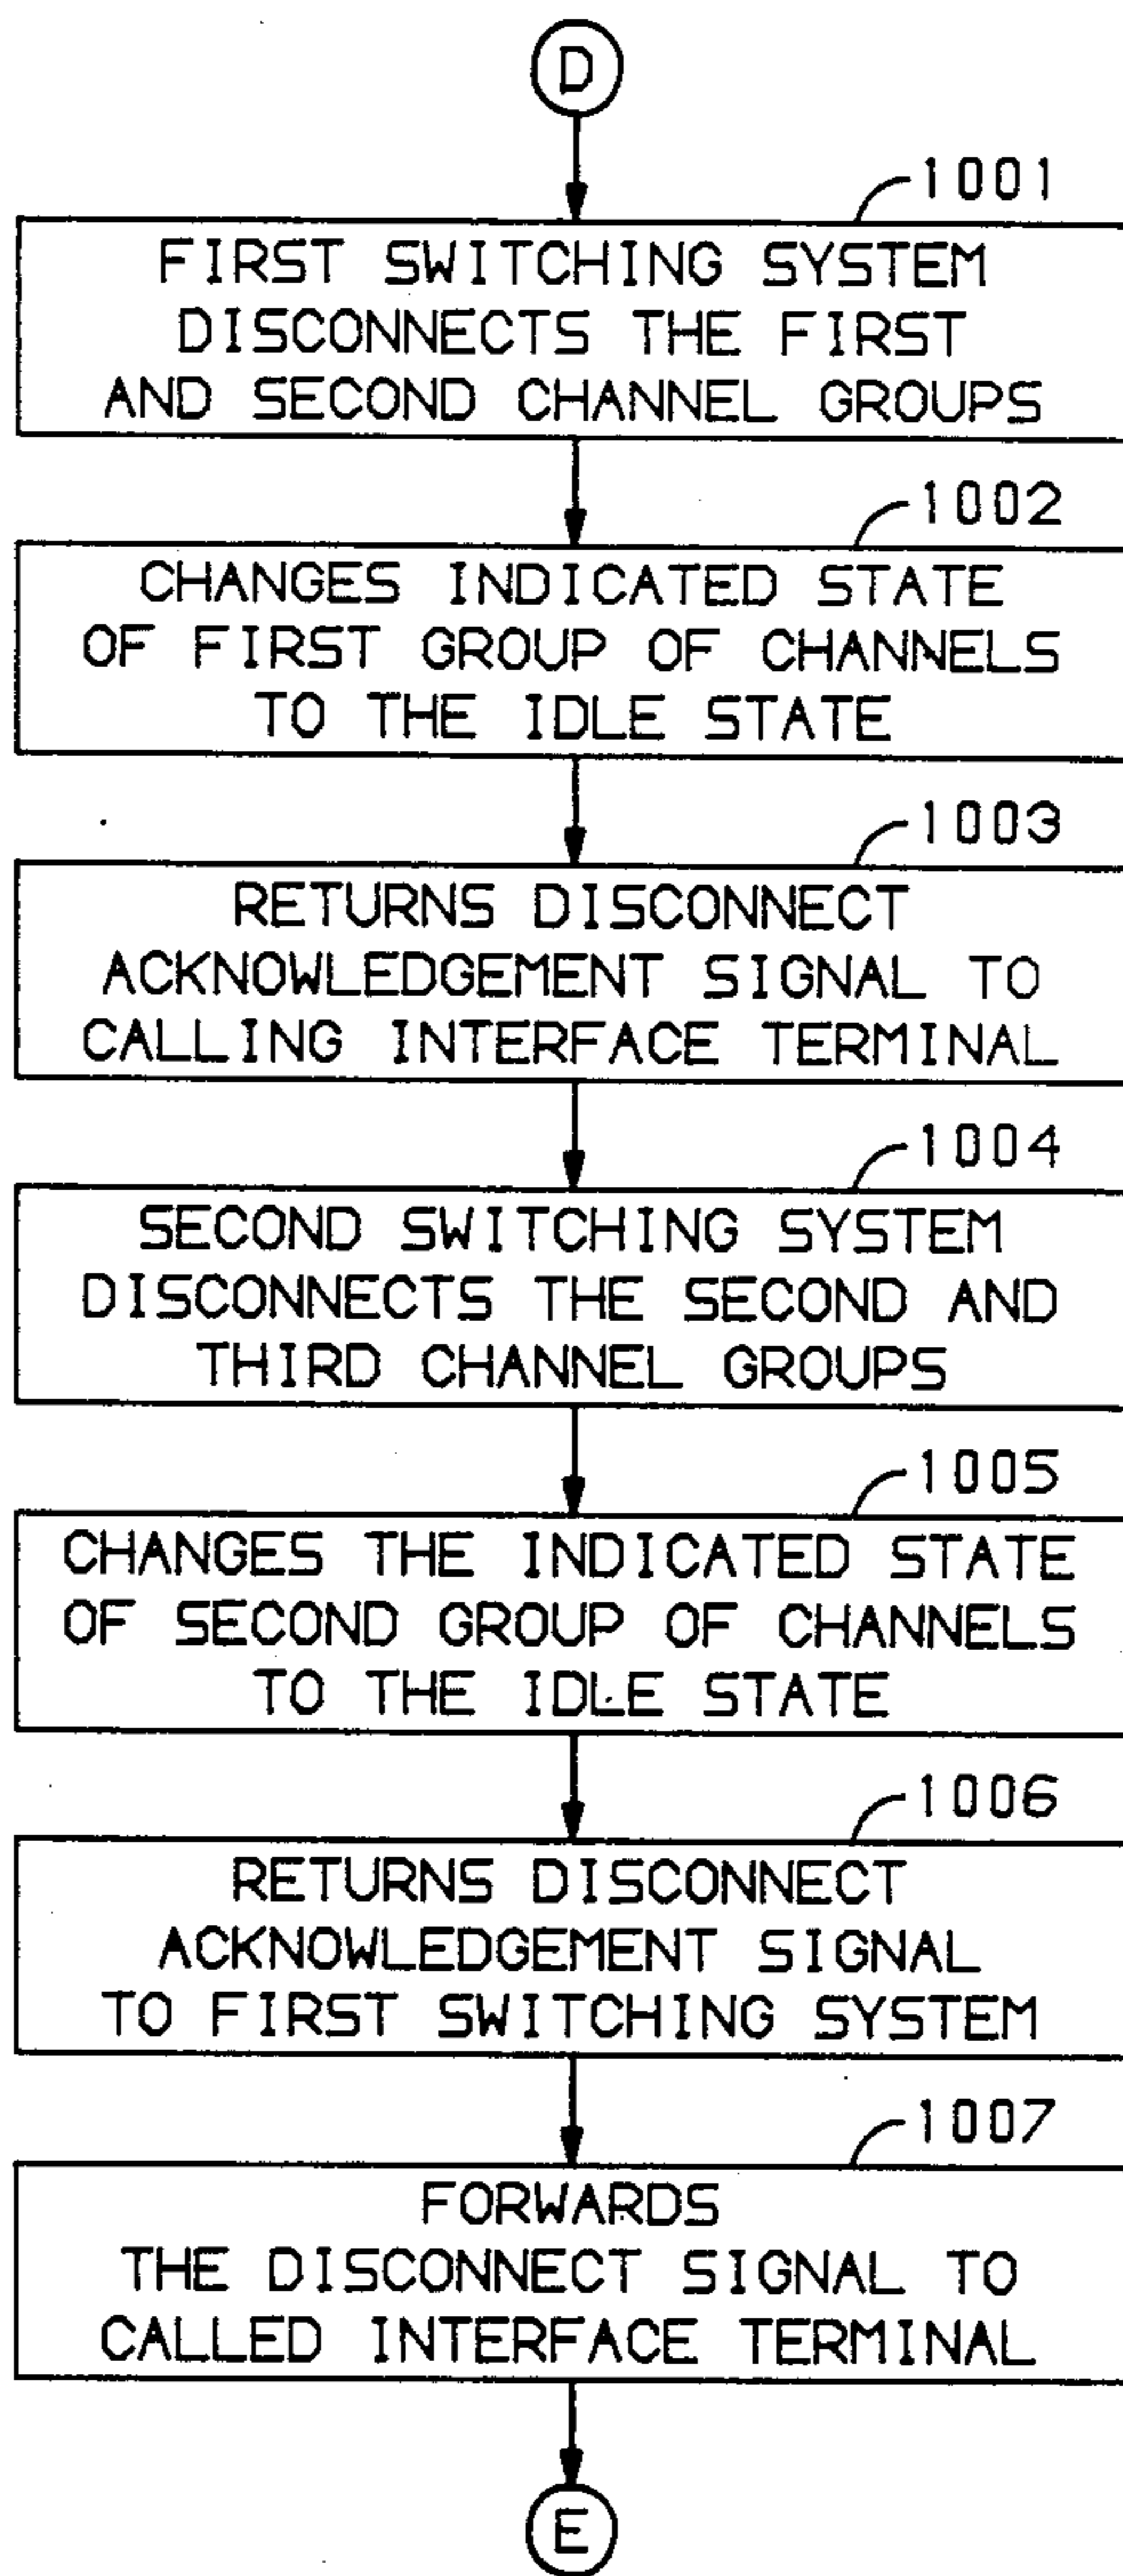 D
1001
FIRST SWITCHING SYSTEM
DISCONNECTS THE FIRST
AND SECOND CHANNEL GROUPS
1002
CHANGES INDICATED STATE
OF FIRST GROUP OF CHANNELS
TO THE IDLE STATE
1003
RETURNS DISCONNECT
ACKNOWLEDGEMENT SIGNAL TO
CALLING INTERFACE TERMINAL
1004
SECOND SWITCHING SYSTEM
DISCONNECTS THE SECOND AND
THIRD CHANNEL GROUPS
1005
CHANGES THE INDICATED STATE
OF SECOND GROUP OF CHANNELS
TO THE IDLE STATE
1006
RETURNS DISCONNECT
ACKNOWLEDGEMENT SIGNAL
TO FIRST SWITCHING SYSTEM
1007
FORWARDS
THE DISCONNECT SIGNAL TO
CALLED INTERFACE TERMINAL
E